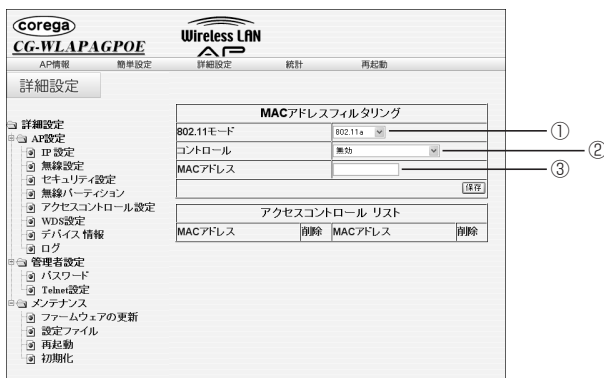 corega
CG-WLAPAGPOE
Wireless LAN
AP
AP情報 簡単設定 詳細設定 統計 再起動
詳細設定
詳細設定
AP設定
IP 設定
無線設定
セキュリティ設定
無線パーティション
アクセスコントロール設定
WDS設定
デバイス 情報
ログ
管理者設定
パスワード
Telnet設定
メンテナンス
ファームウェアの更新
設定ファイル
再起動
初期化
MACアドレスフィルタリング
802.11モード 802.11a ①
コントロール 無効 ②
MACアドレス ③
保存
アクセスコントロール リスト
MACアドレス 削除 MACアドレス 削除